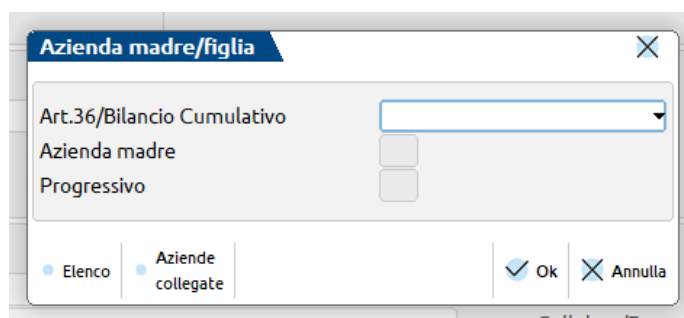 Azienda madre/figlia
Art.36/Bilancio Cumulativo
Azienda madre
Progressivo
Elenco
Aziende
collegate
Ok
Annulla